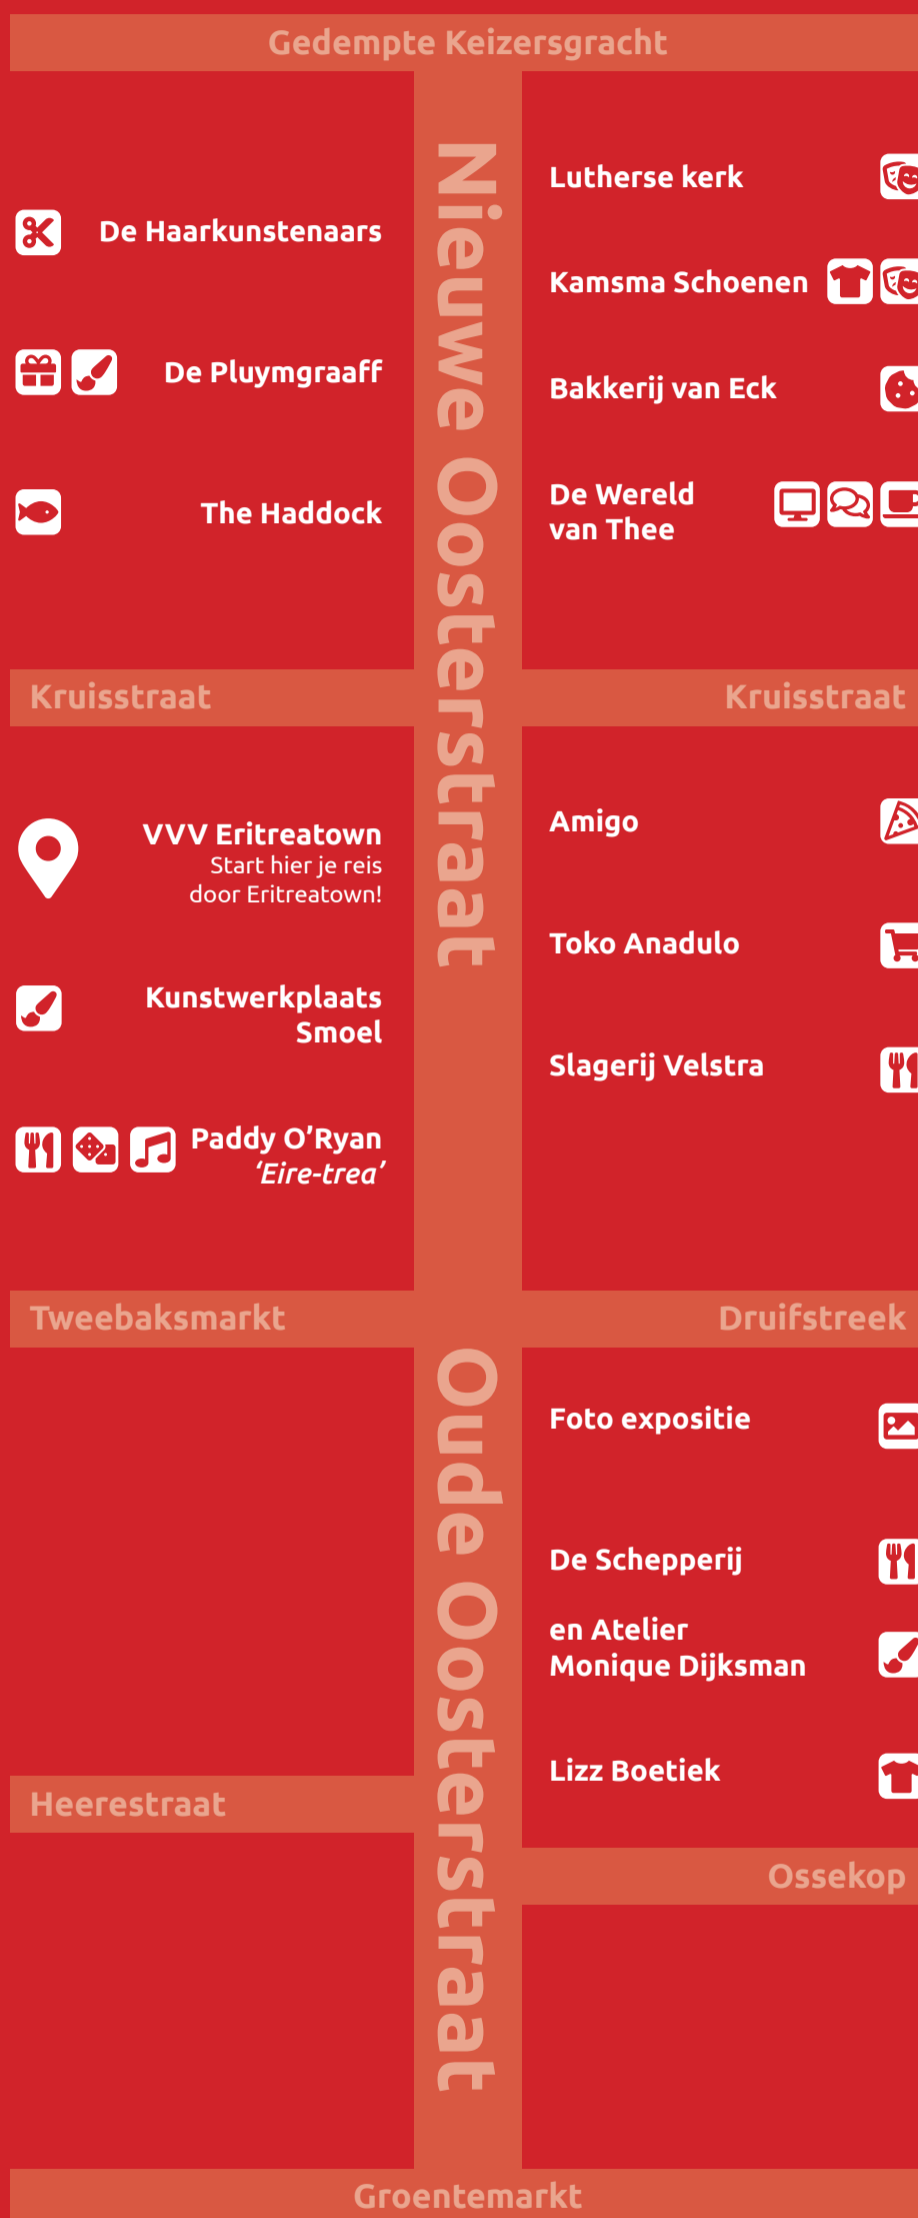 Gedempte Keizersgracht
Nieuwe Oosterstraat
De Haarkunstenaars
De Pluymgraaff
The Haddock
Lutherse kerk
Kamsma Schoenen
Bakkerij van Eck
De Wereld
van Thee
Kruisstraat
Kruisstraat
VVV Eritreatown
Start hier je reis
door Eritreatown!
Kunstwerkplaats
Smoel
Paddy O’Ryan
‘Eire-trea’
Amigo
Toko Anadulo
Slagerij Velstra
Tweebaksmarkt
Druifstreek
Oude Oosterstraat
Foto expositie
De Schepperij
en Atelier
Monique Dijksman
Lizz Boetiek
Heerestraat
Ossekop
Groentemarkt